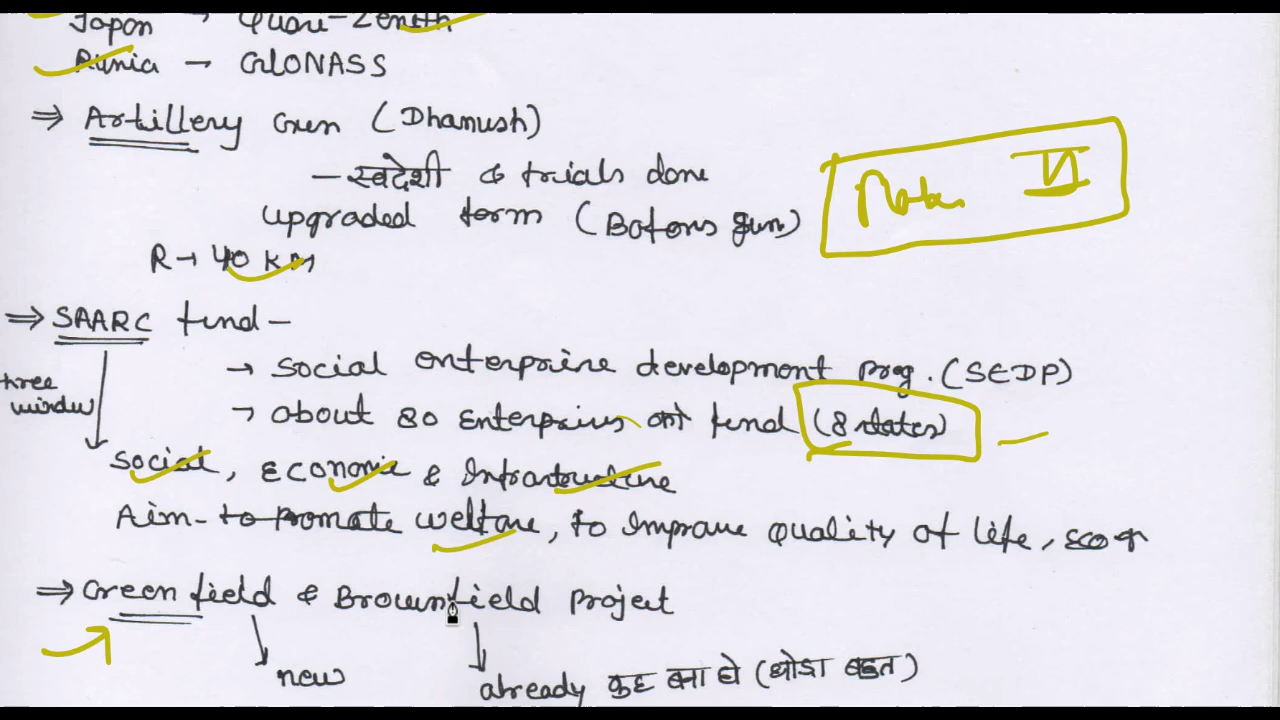 Japan → Quasi-Zenith
Russia → GLONASS
⇒ Artillery Gun (Dhanush)
- स्वदेशी & trials done
upgraded form (Bofors gun)
Notes VI
R → 40 KM
⇒ SAARC fund -
→ Social enterprise development prog. (SEDP)
three window
→ about 80 Enterprises को fund (8 states)
Social, Economic & Infrastructure
Aim - to promote welfare, to improve quality of life,
⇒ Green field & Brownfield Project
new
already कुछ बना हो (थोडा बहुत)